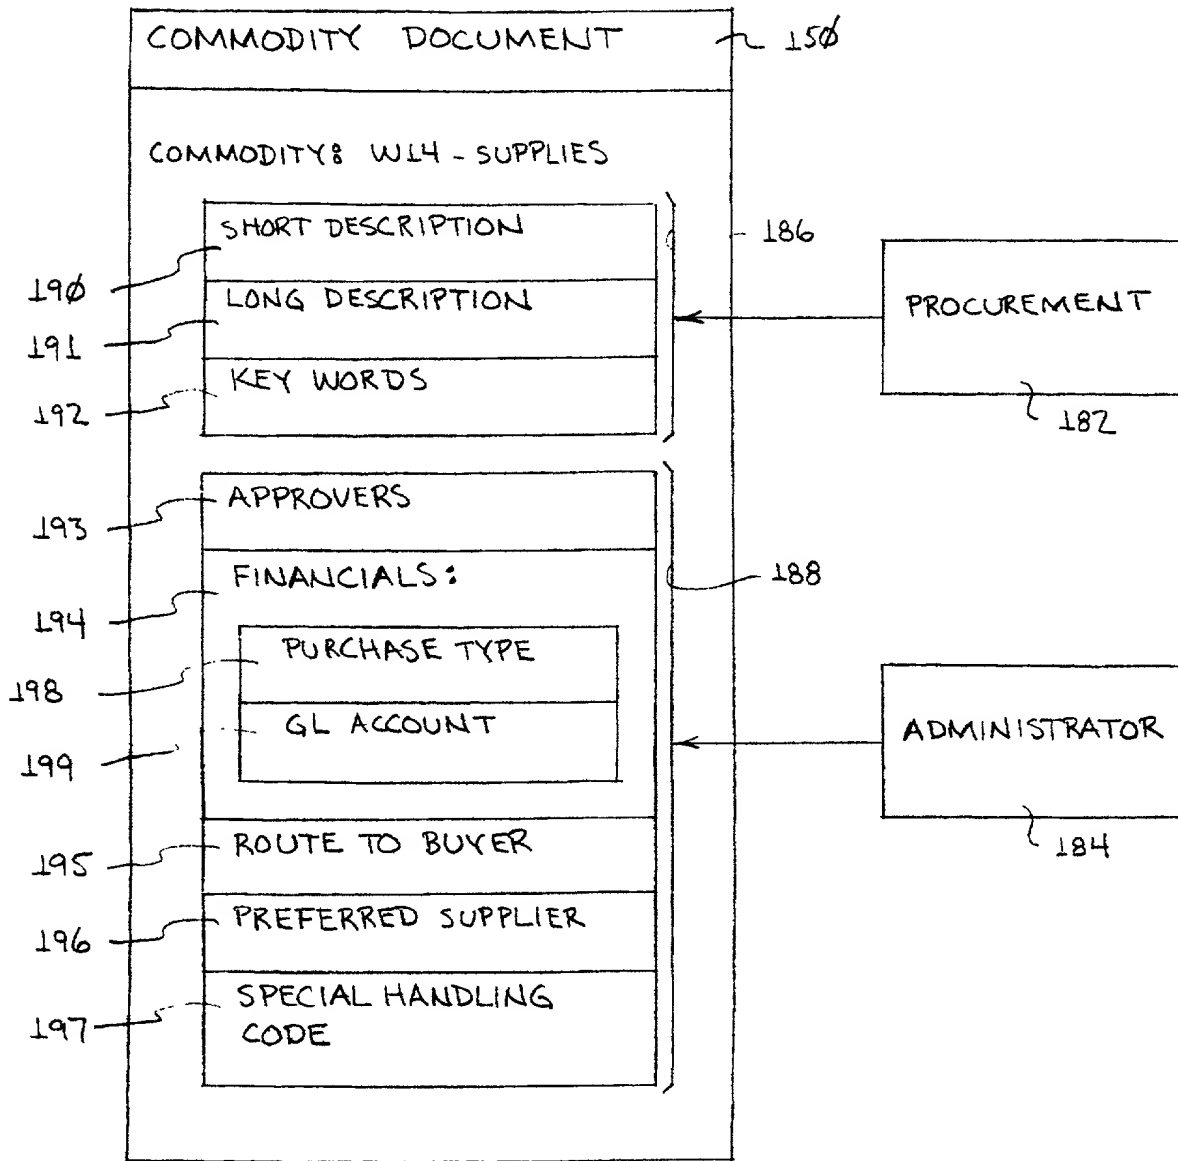 COMMODITY DOCUMENT
150
COMMODITY: W14 - SUPPLIES
SHORT DESCRIPTION
186
190
LONG DESCRIPTION
PROCUREMENT
191
KEY WORDS
192
182
APPROVERS
193
FINANCIALS:
188
194
PURCHASE TYPE
198
GL ACCOUNT
ADMINISTRATOR
199
ROUTE TO BUYER
195
184
PREFERRED SUPPLIER
196
SPECIAL HANDLING
CODE
197